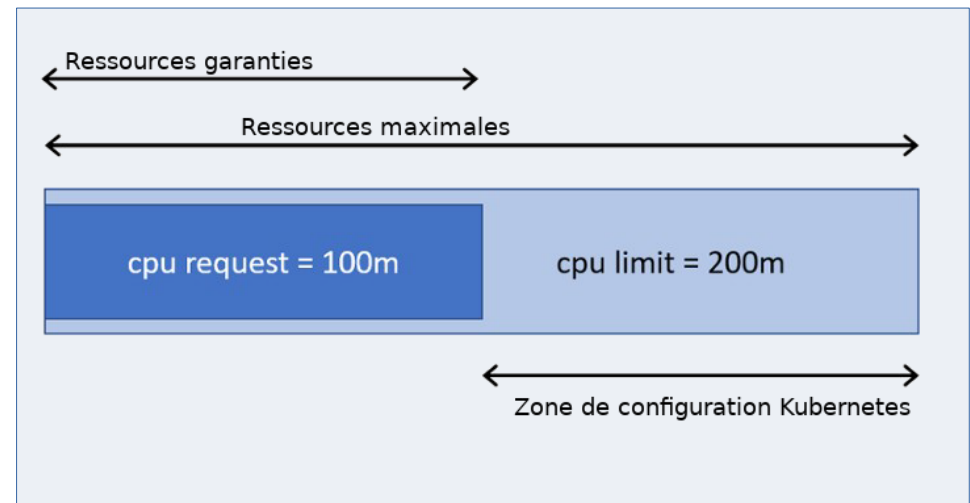 Ressources garanties
Ressources maximales
cpu request = 100m
cpu limit = 200m
Zone de configuration Kubernetes